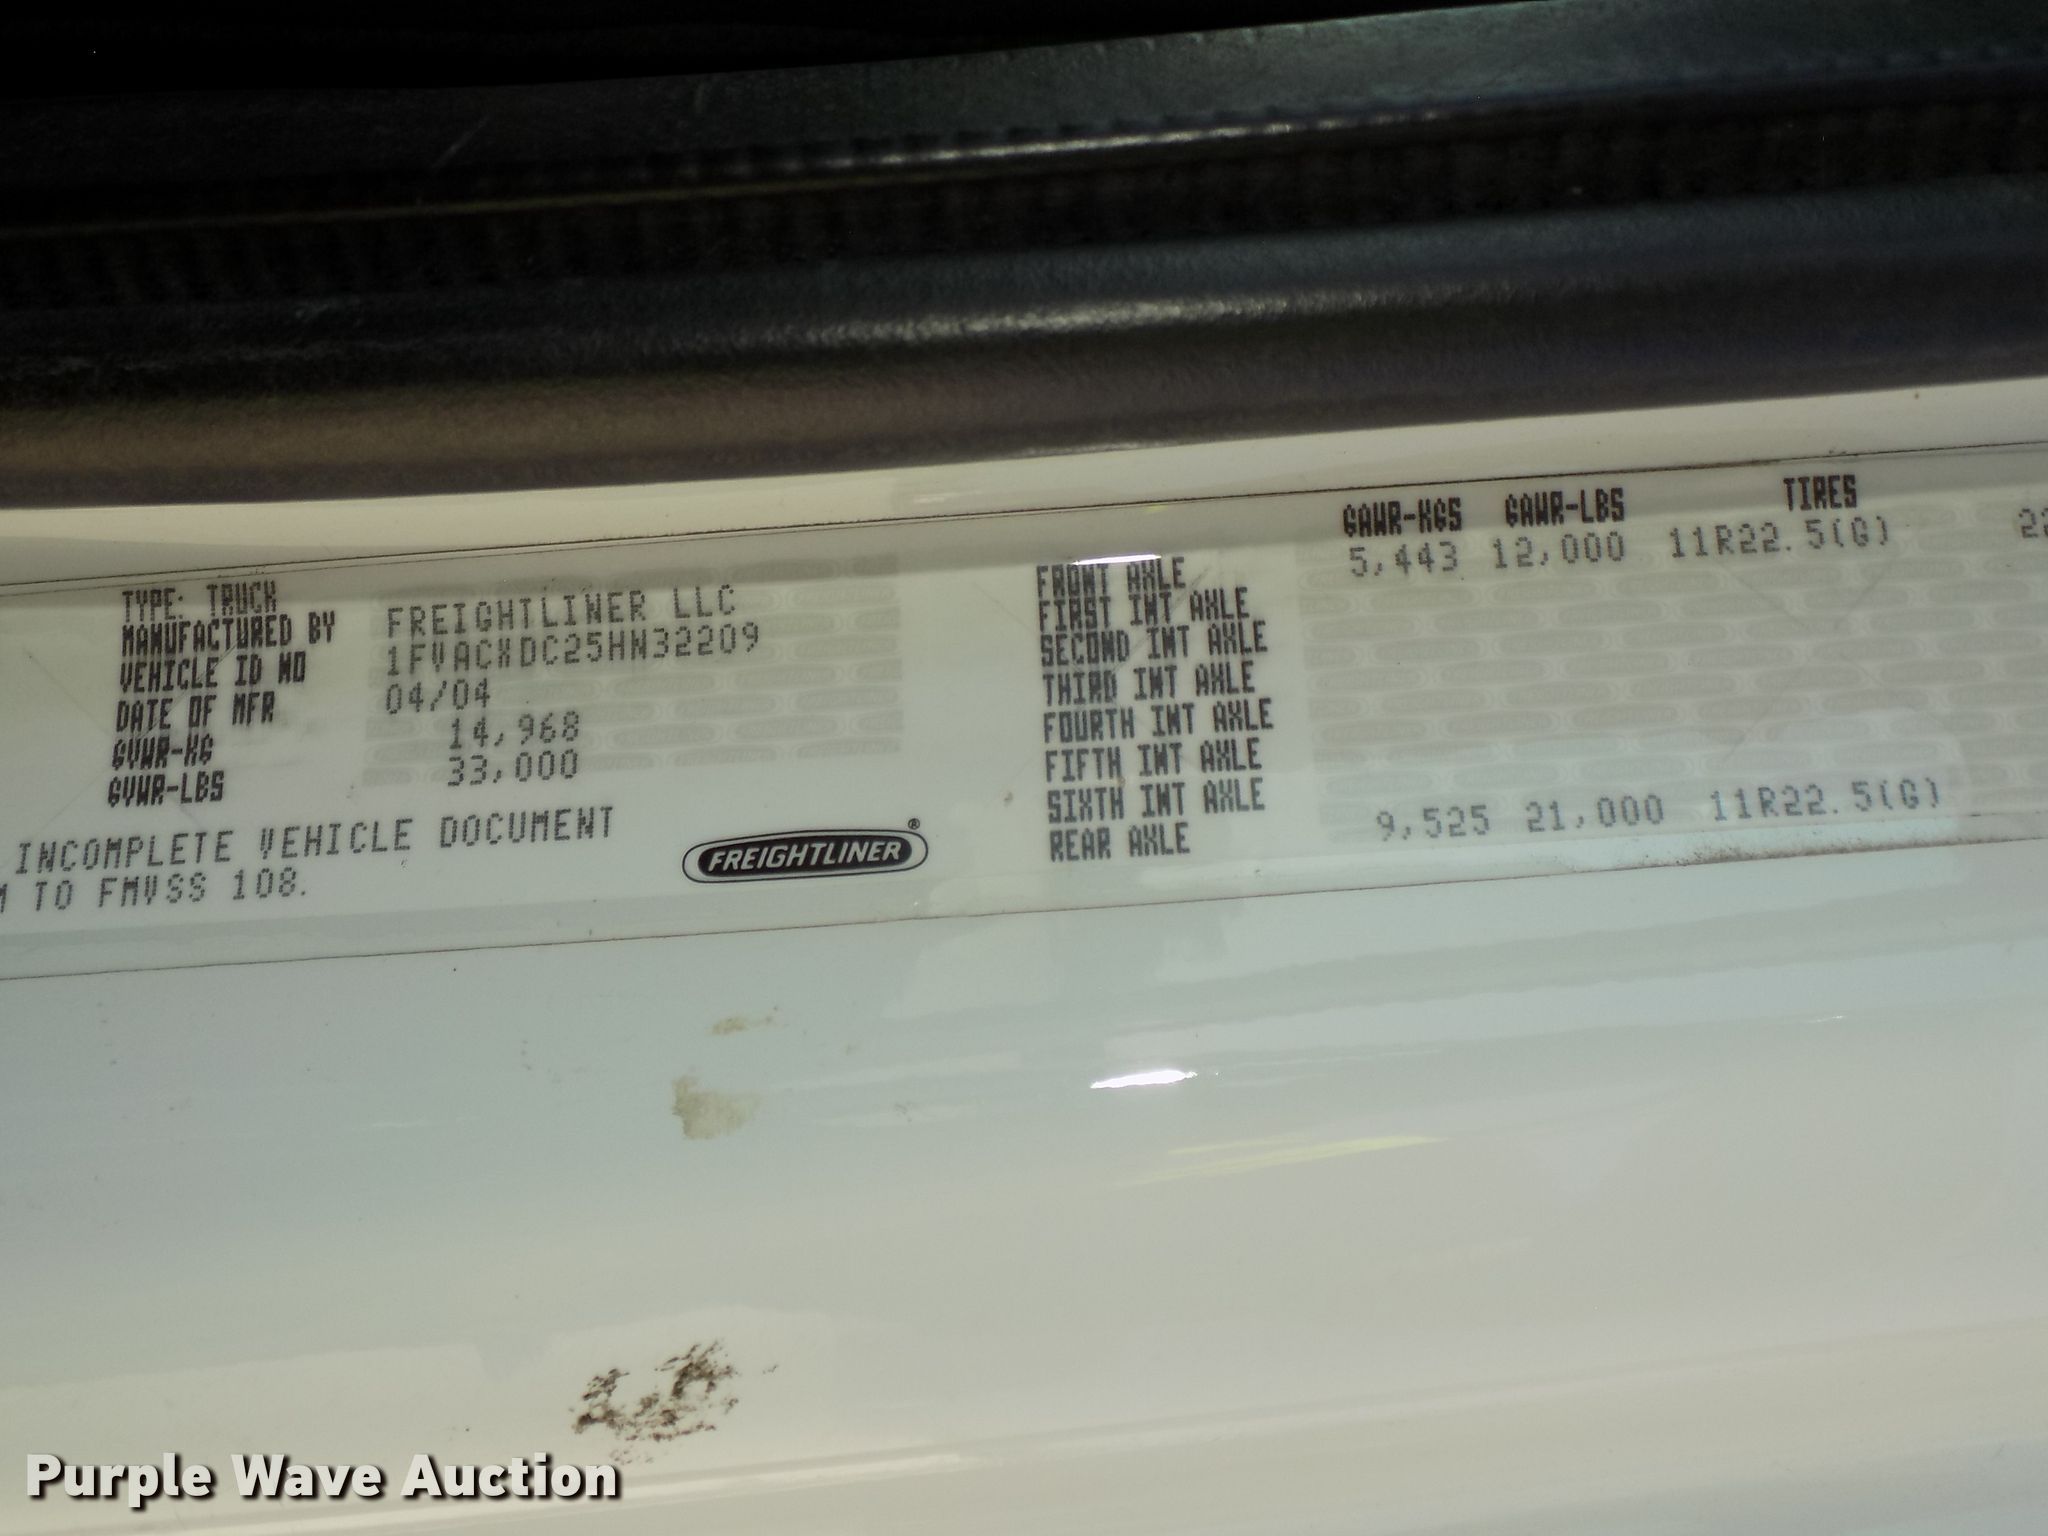 TYPE: TRUCK
MANUFACTURED BY FREIGHTLINER LLC
VEHICLE ID NO 1FVACXDC25HN32209
DATE OF MFR 04/04
GVWR-KG 14,968
GVWR-LBS 33,000
INCOMPLETE VEHICLE DOCUMENT
TO FMVSS 108.
FREIGHTLINER®
GAWR-KGS GAWR-LBS TIRES
FRONT AXLE 5,443 12,000 11R22.5(G) 22
FIRST INT AXLE
SECOND INT AXLE
THIRD INT AXLE
FOURTH INT AXLE
FIFTH INT AXLE
SIXTH INT AXLE
REAR AXLE 9,525 21,000 11R22.5(G)
Purple Wave Auction